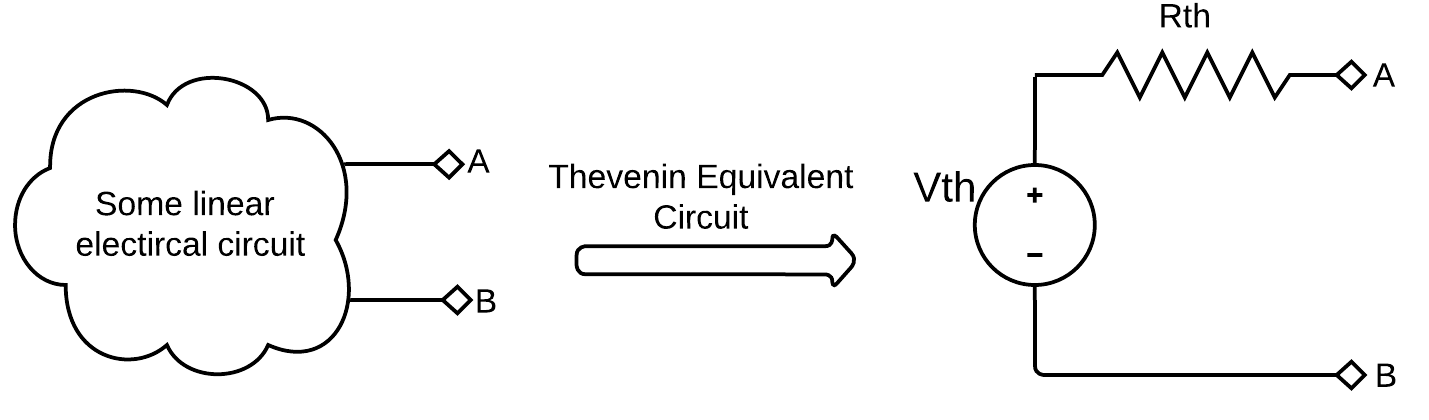 Some linear
electircal circuit
A
B
Thevenin Equivalent
Circuit
Rth
A
Vth
+
-
B